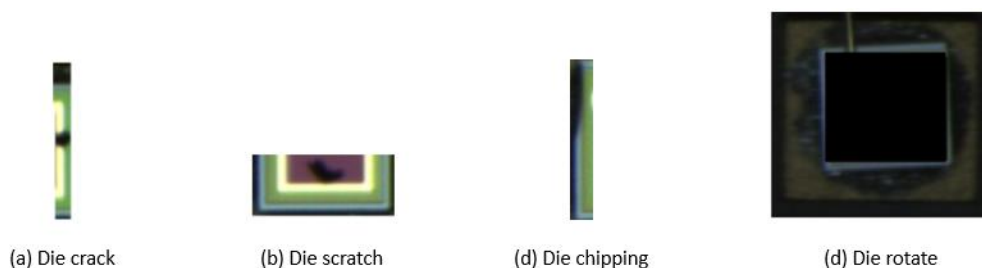 (a) Die crack
(b) Die scratch
(d) Die chipping
(d) Die rotate